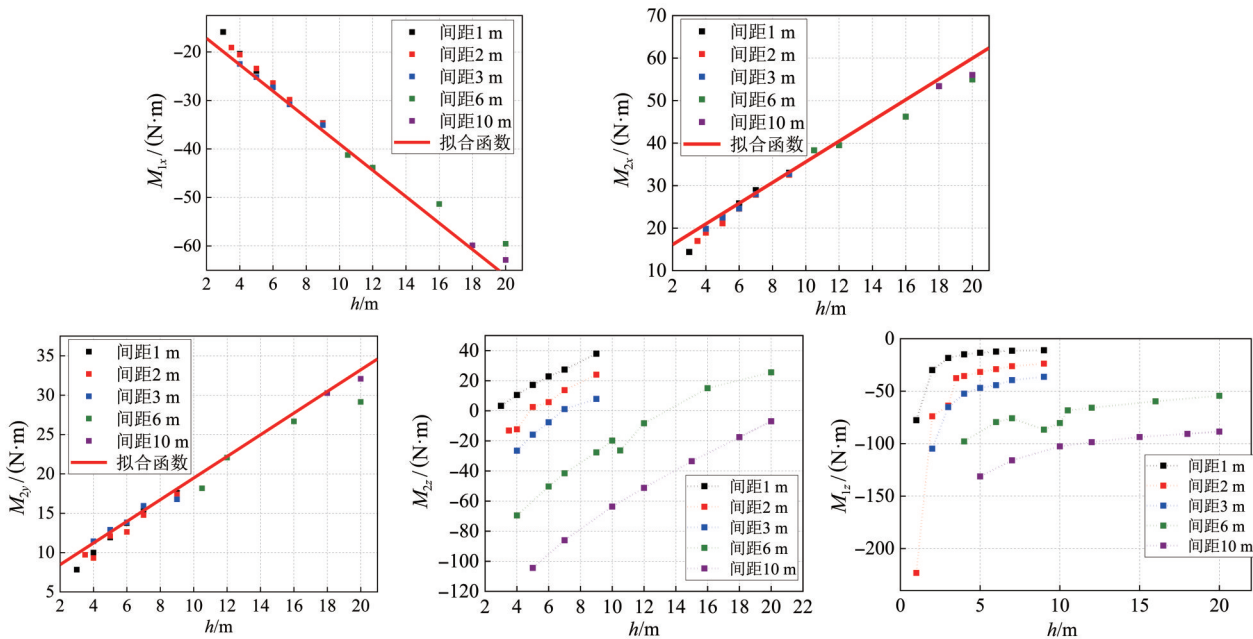 −20
−30
−40
−50
−60
2 4 6 8 10 12 14 16 18 20
h/m
M1x/(N·m)
间距1 m
间距2 m
间距3 m
间距6 m
间距10 m
拟合函数
70
60
50
40
30
20
10
2 4 6 8 10 12 14 16 18 20
h/m
M2x/(N·m)
间距1 m
间距2 m
间距3 m
间距6 m
间距10 m
拟合函数
35
30
25
20
15
10
5
2 4 6 8 10 12 14 16 18 20
h/m
M2y/(N·m)
间距1 m
间距2 m
间距3 m
间距6 m
间距10 m
拟合函数
40
20
0
−20
−40
−60
−80
−100
−120
2 4 6 8 10 12 14 16 18 20 22
h/m
M2z/(N·m)
间距1 m
间距2 m
间距3 m
间距6 m
间距10 m
0
−50
−100
−150
−200
0 5 10 15 20
h/m
M1z/(N·m)
间距1 m
间距2 m
间距3 m
间距6 m
间距10 m